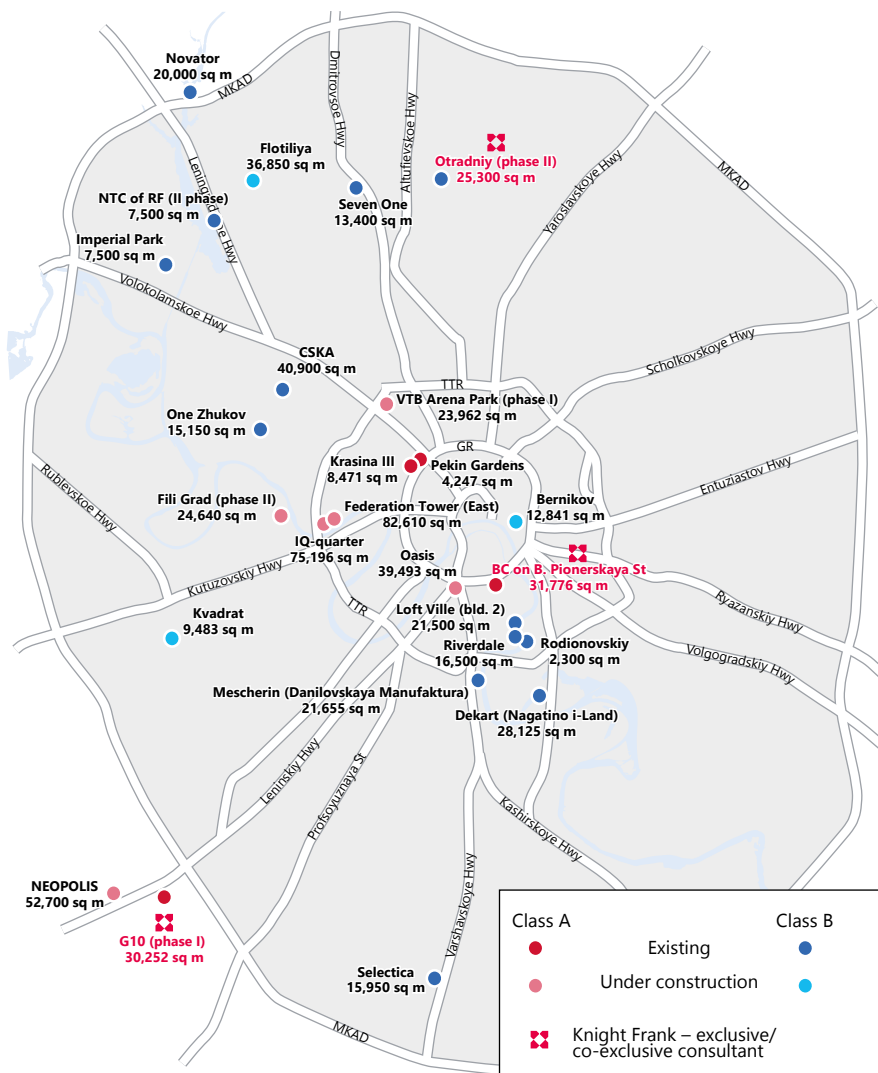 Novator
20,000 sq m
MKAD
Dmitrovsoe Hwy
Altufievskoe Hwy
Flotiliya
36,850 sq m
Otradniy (phase II)
25,300 sq m
Yaroslavskoye Hwy
MKAD
Leningradskoe Hwy
NTC of RF (II phase)
7,500 sq m
Seven One
13,400 sq m
Imperial Park
7,500 sq m
Volokolamskoe Hwy
Scholkovskoye Hwy
CSKA
40,900 sq m
TTR
VTB Arena Park (phase I)
23,962 sq m
One Zhukov
15,150 sq m
GR
Krasina III
8,471 sq m
Pekin Gardens
4,247 sq m
Rublevskoe Hwy
Entuziastov Hwy
Fili Grad (phase II)
24,640 sq m
Federation Tower (East)
82,610 sq m
Bernikov
12,841 sq m
IQ-quarter
75,196 sq m
Oasis
39,493 sq m
BC on B. Pionerskaya St
31,776 sq m
Kutuzovskiy Hwy
TTR
Ryazanskiy Hwy
Kvadrat
9,483 sq m
Loft Ville (bld. 2)
21,500 sq m
Riverdale
16,500 sq m
Rodionovskiy
2,300 sq m
Volgogradskiy Hwy
Mescherin (Danilovskaya Manufaktura)
21,655 sq m
Dekart (Nagatino i-Land)
28,125 sq m
Leninskiy Hwy
Profsoyuznaya St
Kashirskoye Hwy
Varshavskoye Hwy
NEOPOLIS
52,700 sq m
G10 (phase I)
30,252 sq m
Selectica
15,950 sq m
MKAD
Class A
Class B
Existing
Under construction
Knight Frank – exclusive/
co-exclusive consultant